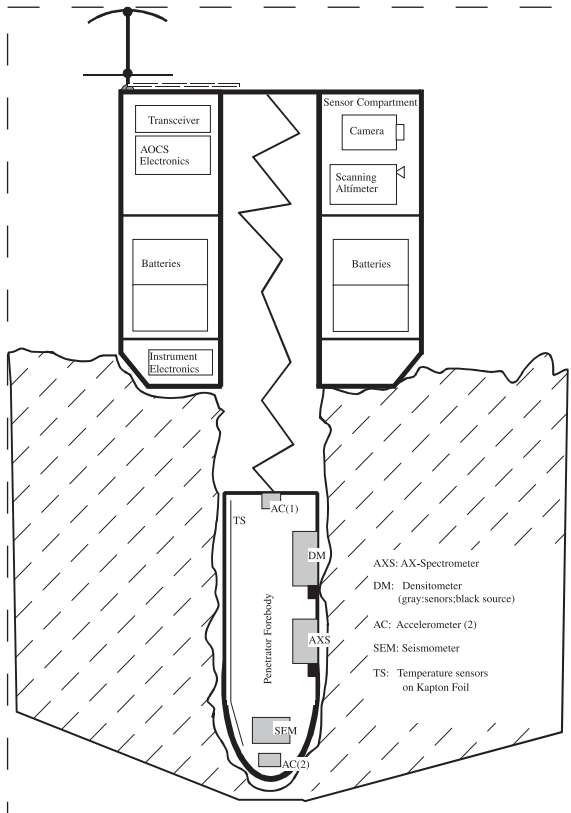 Sensor Compartment
Transceiver
Camera
AOCS
Electronics
Scanning
Altímeter
Batteries
Batteries
Instrument
Electronics
AC(1)
TS
DM
AXS
Penetrator Forebody
SEM
AC(2)
AXS: AX-Spectrometer
DM: Densitometer
(gray:senors;black source)
AC: Accelerometer (2)
SEM: Seismometer
TS: Temperature sensors
on Kapton Foil